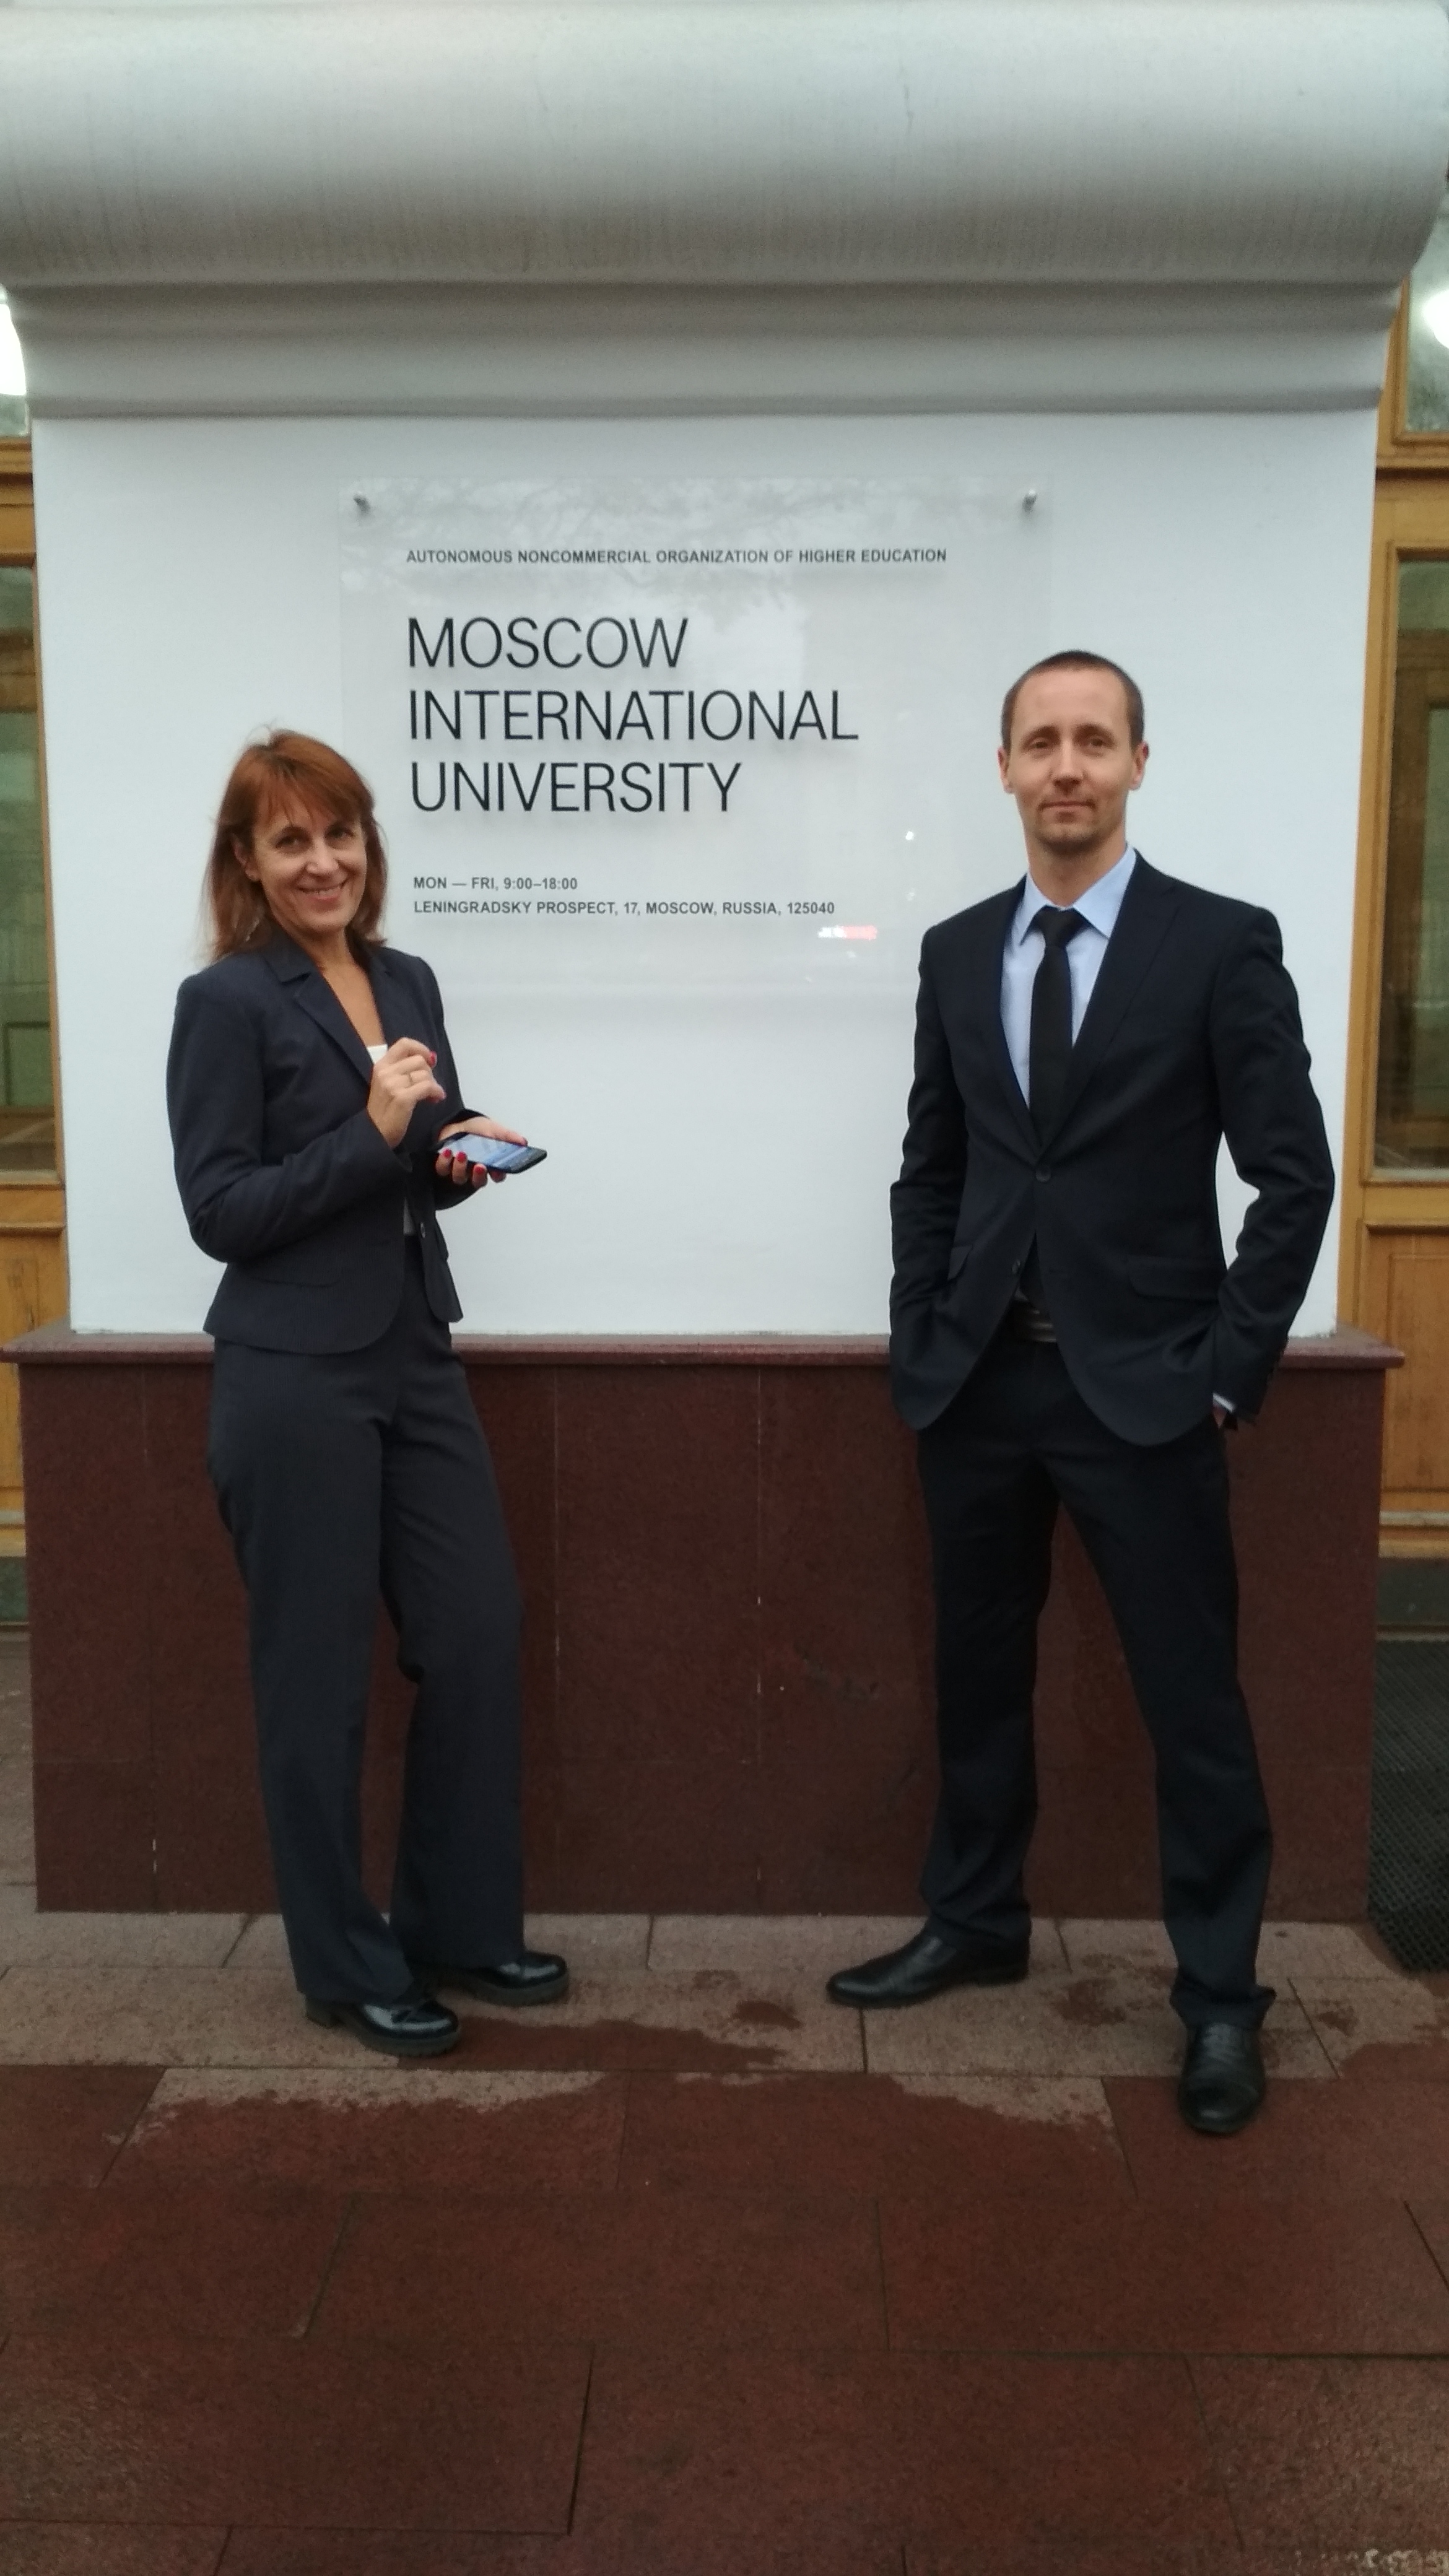 AUTONOMOUS NONCOMMERCIAL ORGANIZATION OF HIGHER EDUCATION
MOSCOW
INTERNATIONAL
UNIVERSITY
MON — FRI, 9:00–18:00
LENINGRADSKY PROSPECT, 17, MOSCOW, RUSSIA, 125040